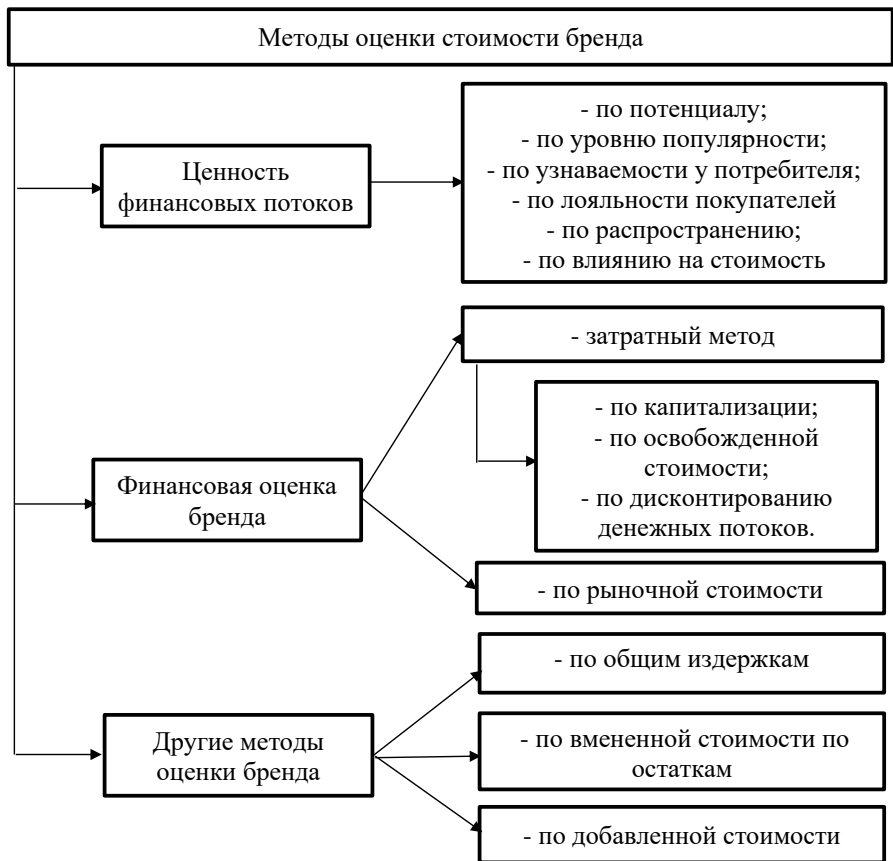 Методы оценки стоимости бренда
Ценность
финансовых потоков
- по потенциалу;
- по уровню популярности;
- по узнаваемости у потребителя;
- по лояльности покупателей
- по распространению;
- по влиянию на стоимость
Финансовая оценка
бренда
- затратный метод
- по капитализации;
- по освобожденной
стоимости;
- по дисконтированию
денежных потоков.
- по рыночной стоимости
Другие методы
оценки бренда
- по общим издержкам
- по вмененной стоимости по
остаткам
- по добавленной стоимости